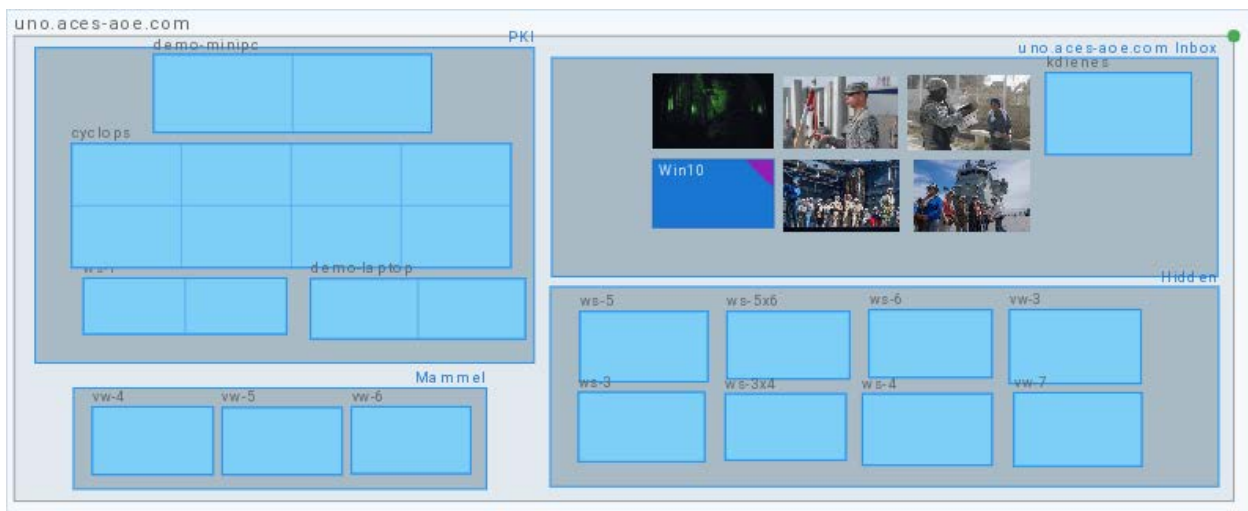 uno.aces-aoe.com
PKI
demo-minipc
cyclops
demo-laptop
Mammel
vw-4
vw-5
vw-6
uno.aces-aoe.com Inbox
kdienes
Win10
Hidden
ws-5
ws-5x6
ws-6
vw-3
ws-3
ws-3x4
ws-4
vw-7